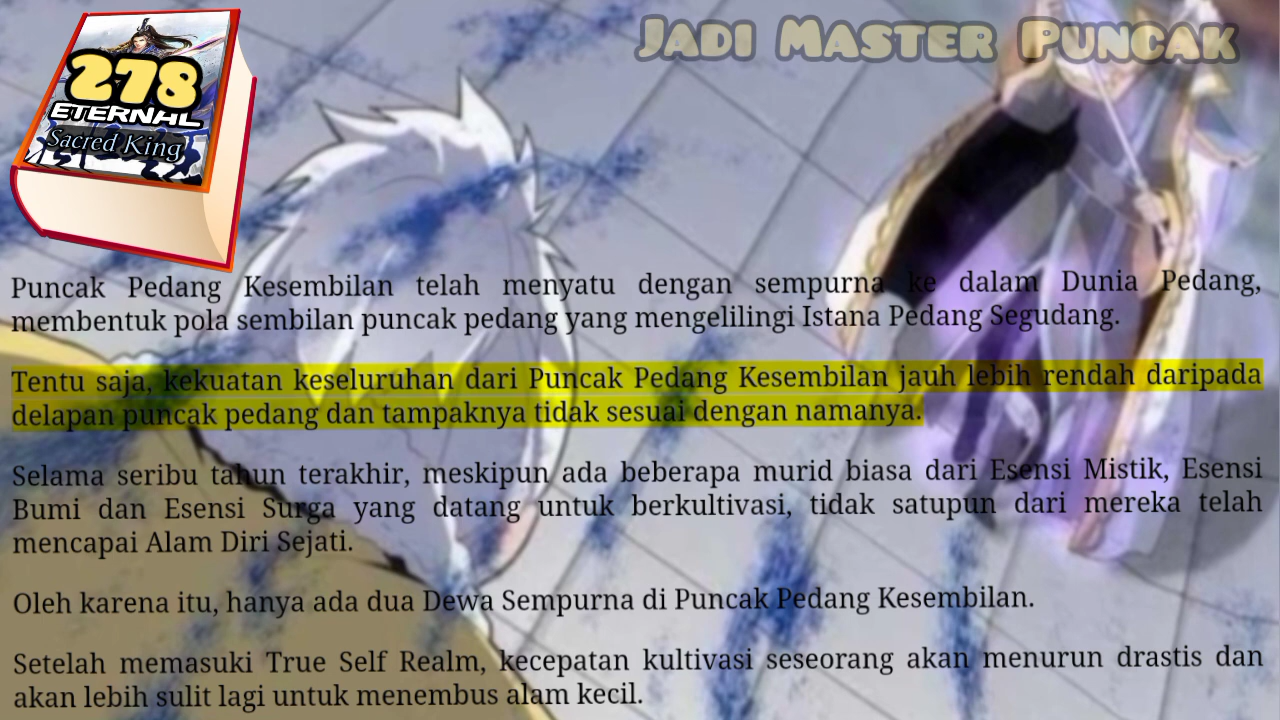 Jadi Master Puncak
278
ETERNAL
Sacred King
Puncak Pedang Kesembilan telah menyatu dengan sempurna ke dalam Dunia Pedang,
membentuk pola sembilan puncak pedang yang mengelilingi Istana Pedang Segudang.
Tentu saja, kekuatan keseluruhan dari Puncak Pedang Kesembilan jauh lebih rendah daripada
delapan puncak pedang dan tampaknya tidak sesuai dengan namanya.
Selama seribu tahun terakhir, meskipun ada beberapa murid biasa dari Esensi Mistik, Esensi
Bumi dan Esensi Surga yang datang untuk berkultivasi, tidak satupun dari mereka telah
mencapai Alam Diri Sejati.
Oleh karena itu, hanya ada dua Dewa Sempurna di Puncak Pedang Kesembilan.
Setelah memasuki True Self Realm, kecepatan kultivasi seseorang akan menurun drastis dan
akan lebih sulit lagi untuk menembus alam kecil.